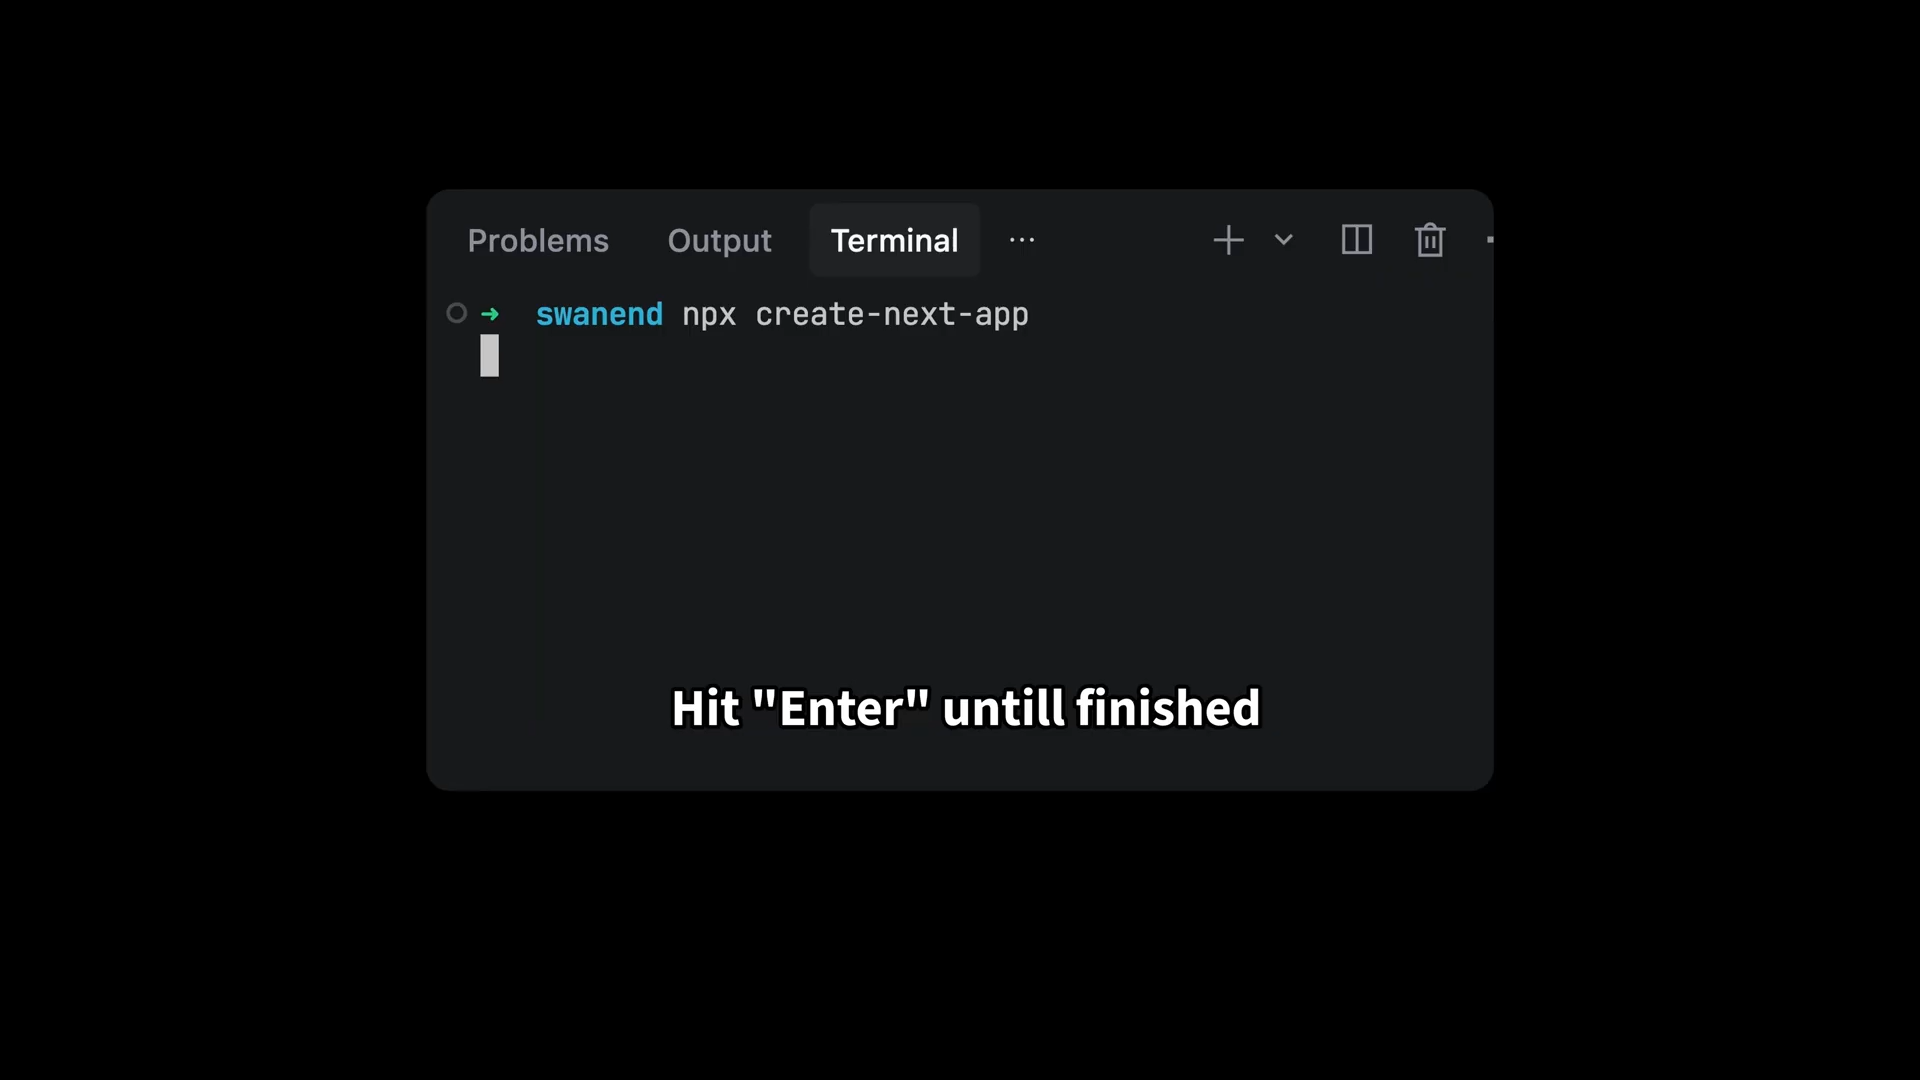 Problems Output Terminal ...
➜ swanend npx create-next-app
Hit "Enter" untill finished